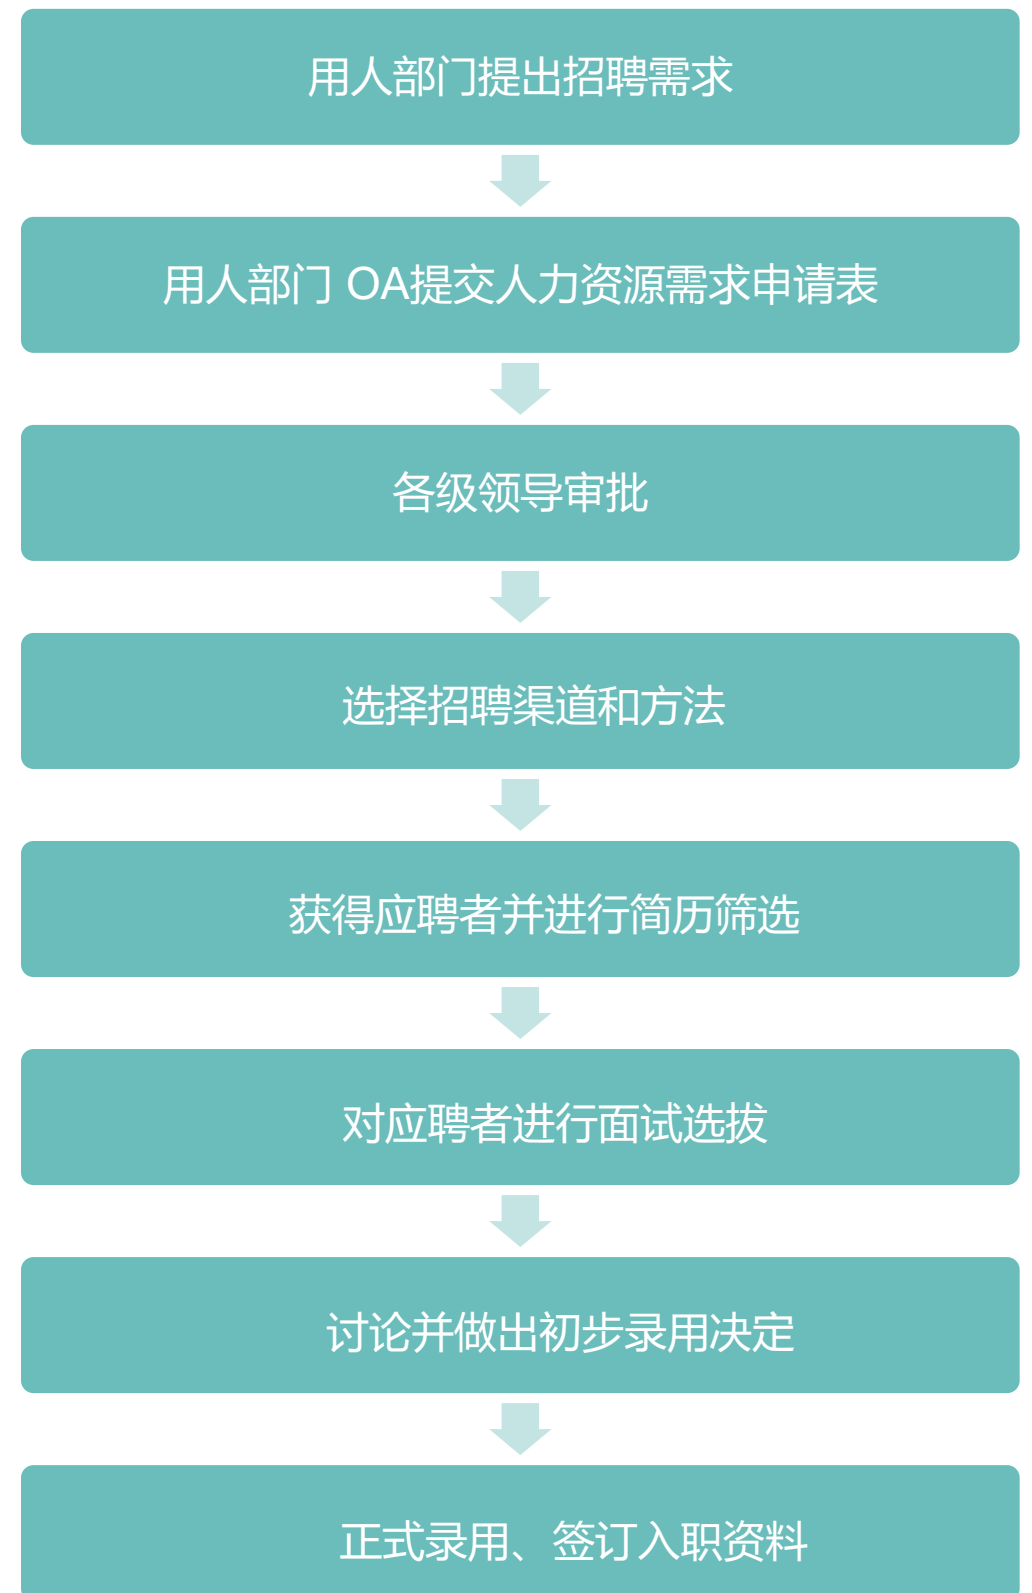 用人部门提出招聘需求
用人部门 OA提交人力资源需求申请表
各级领导审批
选择招聘渠道和方法
获得应聘者并进行简历筛选
对应聘者进行面试选拔
讨论并做出初步录用决定
正式录用、签订入职资料